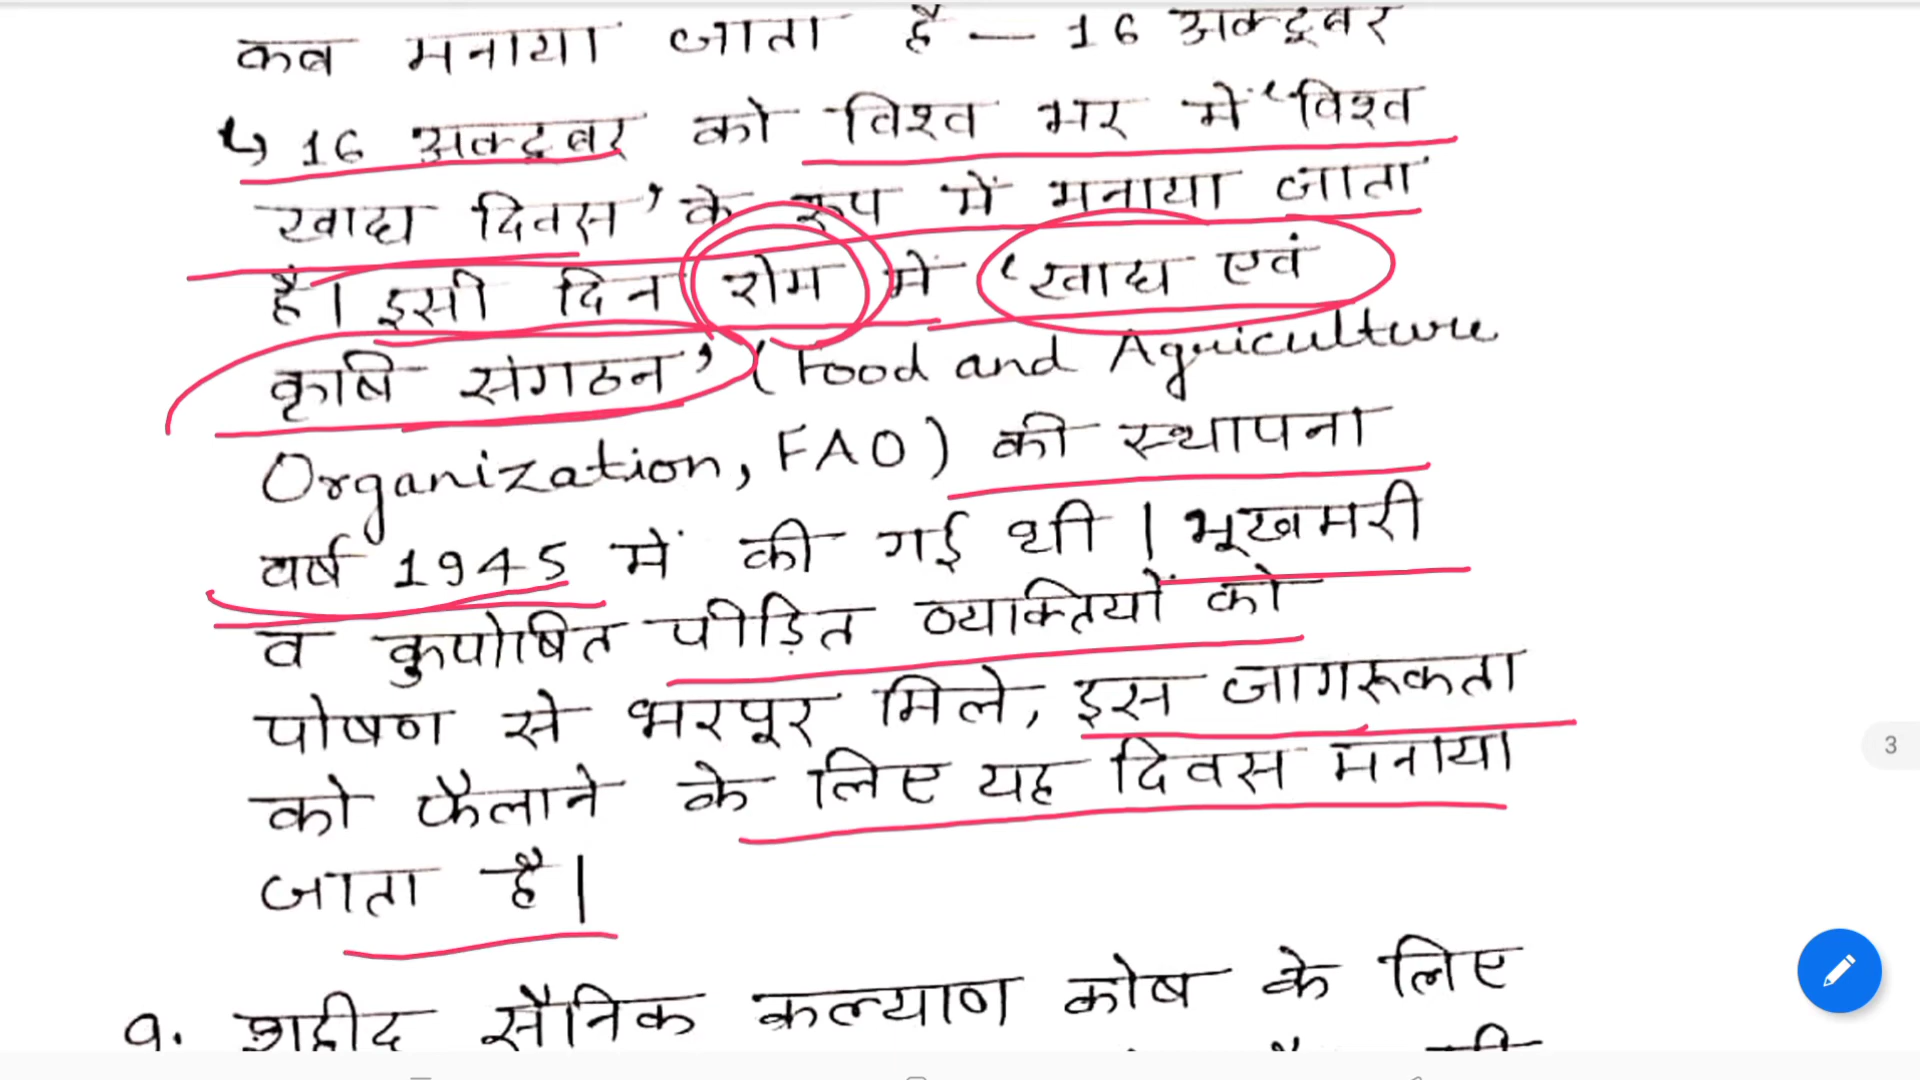 कब मनाया जाता है — 16 अक्टूबर
↳ 16 अक्टूबर को विश्व भर में 'विश्व
खाद्य दिवस' के रूप में मनाया जाता
है। इसी दिन रोम में 'खाद्य एवं
कृषि संगठन' (Food and Agriculture
Organization, FAO) की स्थापना
वर्ष 1945 में की गई थी। भूखमरी
व कुपोषित पीड़ित व्यक्तियों को
पोषण से भरपूर मिले, इस जागरूकता
को फैलाने के लिए यह दिवस मनाया
जाता है।
3
9. शहीद सैनिक कल्याण कोष के लिए